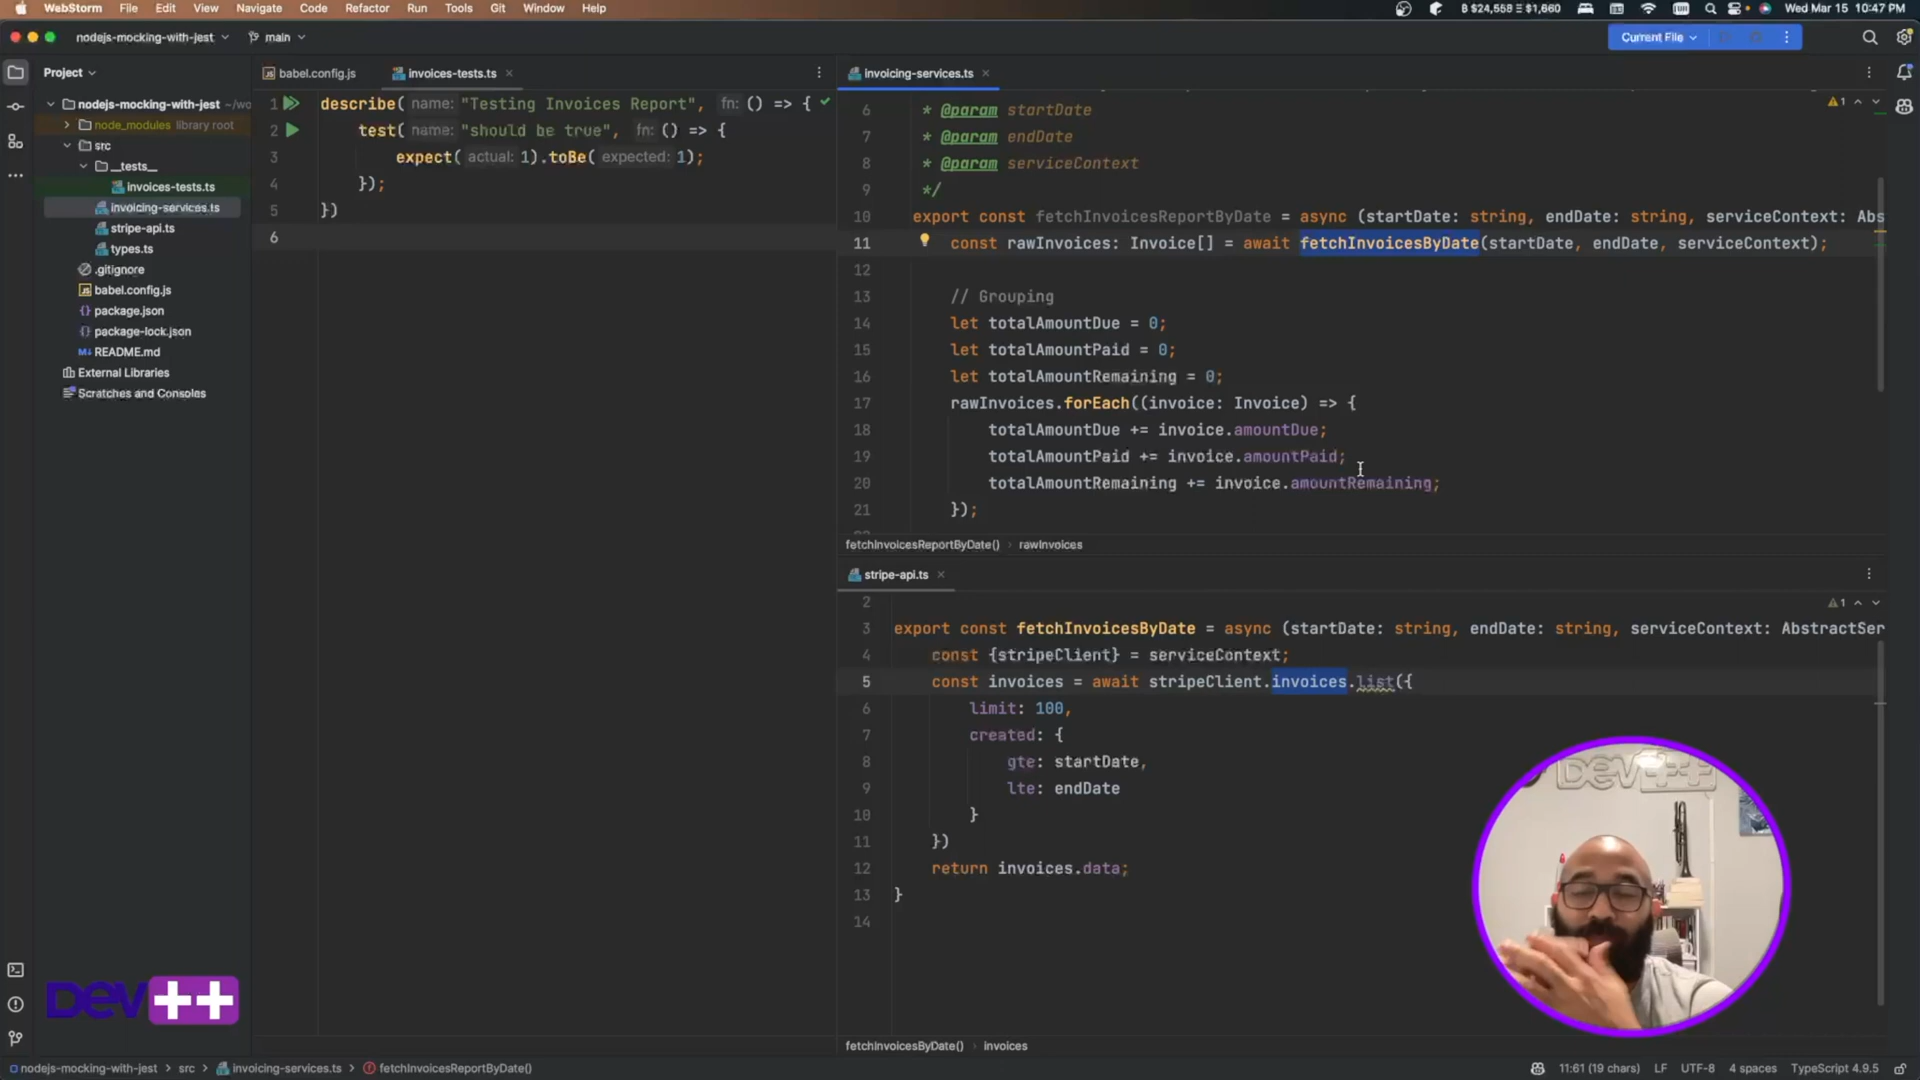 WebStorm File Edit View Navigate Code Refactor Run Tools Git Window Help
Wed Mar 15 10:47 PM
nodejs-mocking-with-jest main
Current File
Project
nodejs-mocking-with-jest ~/wo
node_modules library root
src
__tests__
invoices-tests.ts
invoicing-services.ts
stripe-api.ts
types.ts
.gitignore
babel.config.js
package.json
package-lock.json
README.md
External Libraries
Scratches and Consoles
babel.config.js invoices-tests.ts
1 describe( name: "Testing Invoices Report", fn: () => {
2 test( name: "should be true", fn: () => {
3 expect( actual: 1).toBe( expected: 1);
4 });
5 })
6
invoicing-services.ts
1
6 * @param startDate
7 * @param endDate
8 * @param serviceContext
9 */
10 export const fetchInvoicesReportByDate = async (startDate: string, endDate: string, serviceContext: Abs
11 const rawInvoices: Invoice[] = await fetchInvoicesByDate(startDate, endDate, serviceContext);
12
13 // Grouping
14 let totalAmountDue = 0;
15 let totalAmountPaid = 0;
16 let totalAmountRemaining = 0;
17 rawInvoices.forEach((invoice: Invoice) => {
18 totalAmountDue += invoice.amountDue;
19 totalAmountPaid += invoice.amountPaid;
20 totalAmountRemaining += invoice.amountRemaining;
21 });
fetchInvoicesReportByDate() rawInvoices
stripe-api.ts
1
2
3 export const fetchInvoicesByDate = async (startDate: string, endDate: string, serviceContext: AbstractSer
4 const {stripeClient} = serviceContext;
5 const invoices = await stripeClient.invoices.list({
6 limit: 100,
7 created: {
8 gte: startDate,
9 lte: endDate
10 }
11 })
12 return invoices.data;
13 }
14
fetchInvoicesByDate() invoices
DEV++
DEV++
nodejs-mocking-with-jest src invoicing-services.ts fetchInvoicesReportByDate()
11:61 (19 chars) LF UTF-8 4 spaces TypeScript 4.9.5